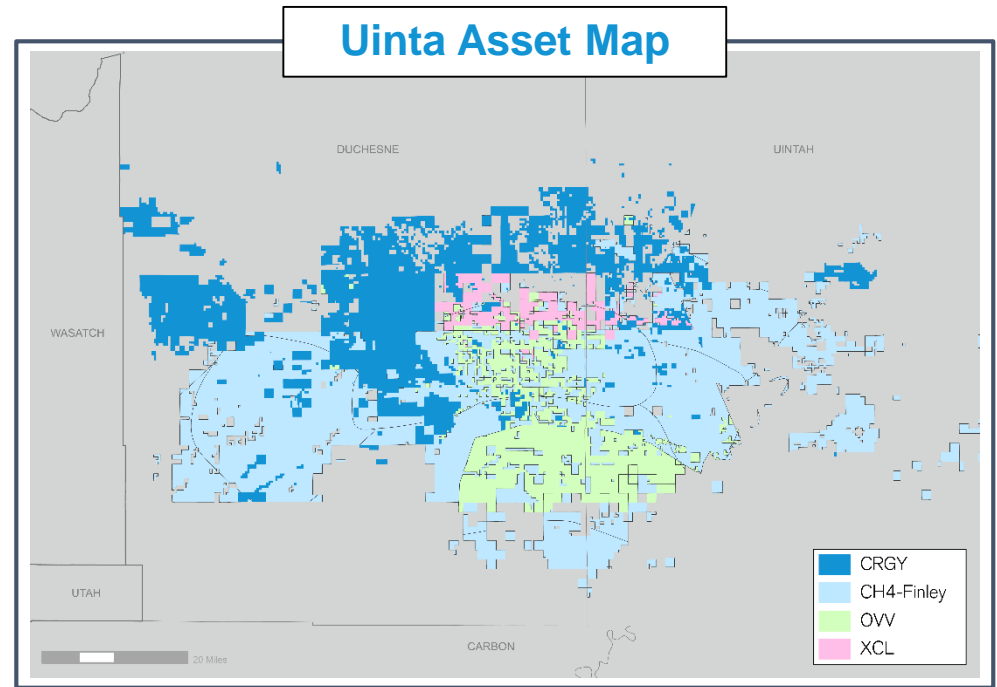 Uinta Asset Map
DUCHESNE
UINTAH
WASATCH
UTAH
CARBON
20 Miles
CRGY
CH4-Finley
OVV
XCL